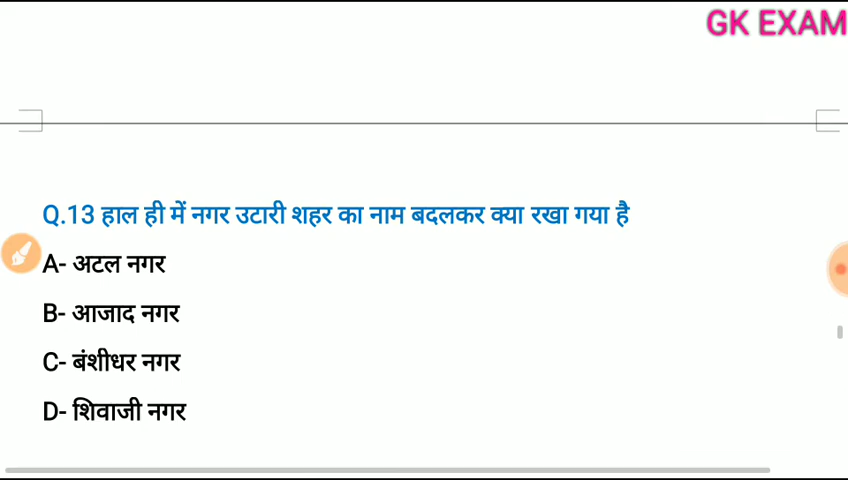 GK EXAM
Q.13 हाल ही में नगर उटारी शहर का नाम बदलकर क्या रखा गया है
A- अटल नगर
B- आजाद नगर
C- बंशीधर नगर
D- शिवाजी नगर